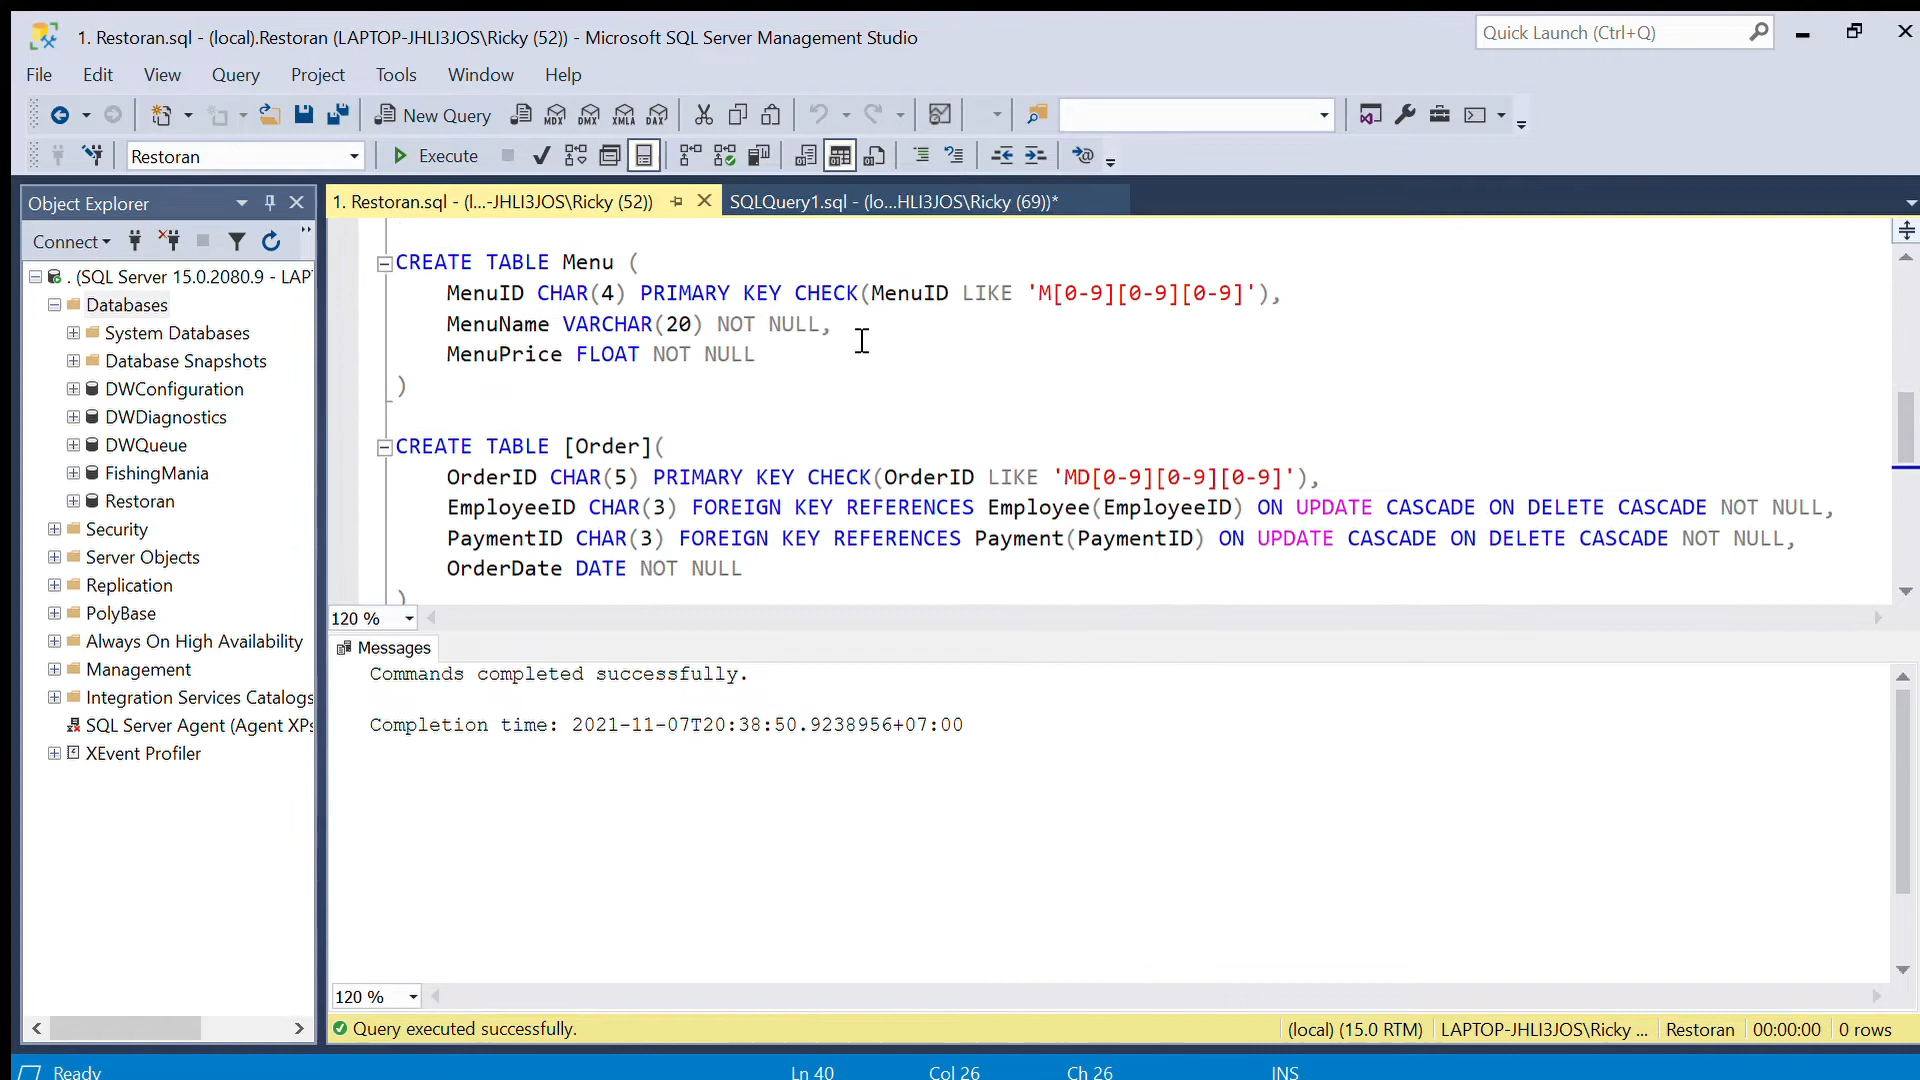 1. Restoran.sql - (local).Restoran (LAPTOP-JHLI3JOS\Ricky (52)) - Microsoft SQL Server Management Studio
Quick Launch (Ctrl+Q)
File Edit View Query Project Tools Window Help
New Query
MDX DMX XMLA DAX
Restoran
Execute
Object Explorer
Connect
. (SQL Server 15.0.2080.9 - LAP
Databases
System Databases
Database Snapshots
DWConfiguration
DWDiagnostics
DWQueue
FishingMania
Restoran
Security
Server Objects
Replication
PolyBase
Always On High Availability
Management
Integration Services Catalogs
SQL Server Agent (Agent XPs
XEvent Profiler
1. Restoran.sql - (l...-JHLI3JOS\Ricky (52))
SQLQuery1.sql - (lo...HLI3JOS\Ricky (69))*
CREATE TABLE Menu (
MenuID CHAR(4) PRIMARY KEY CHECK(MenuID LIKE 'M[0-9][0-9][0-9]'),
MenuName VARCHAR(20) NOT NULL,
MenuPrice FLOAT NOT NULL
)
CREATE TABLE [Order](
OrderID CHAR(5) PRIMARY KEY CHECK(OrderID LIKE 'MD[0-9][0-9][0-9]'),
EmployeeID CHAR(3) FOREIGN KEY REFERENCES Employee(EmployeeID) ON UPDATE CASCADE ON DELETE CASCADE NOT NULL,
PaymentID CHAR(3) FOREIGN KEY REFERENCES Payment(PaymentID) ON UPDATE CASCADE ON DELETE CASCADE NOT NULL,
OrderDate DATE NOT NULL
)
120 %
Messages
Commands completed successfully.
Completion time: 2021-11-07T20:38:50.9238956+07:00
120 %
Query executed successfully.
(local) (15.0 RTM) LAPTOP-JHLI3JOS\Ricky ... Restoran 00:00:00 0 rows
Ready Ln 40 Col 26 Ch 26 INS